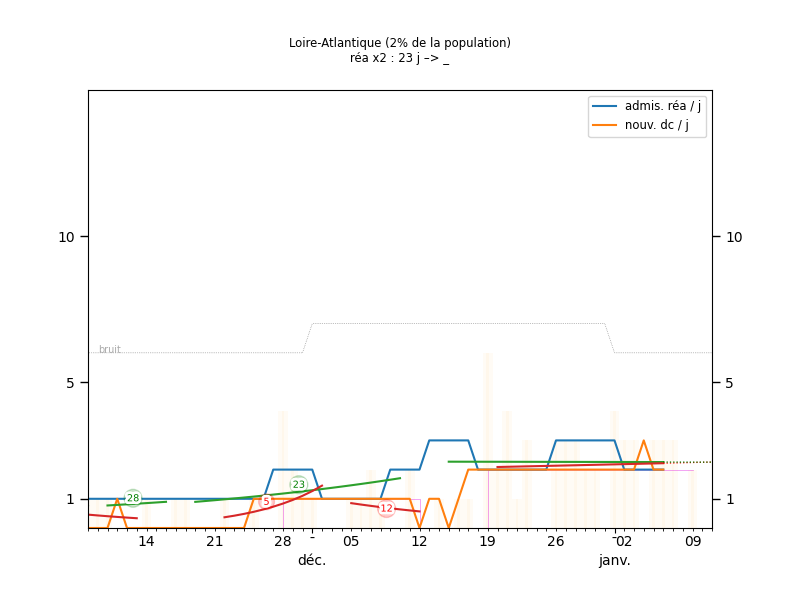 Loire-Atlantique (2% de la population)
réa x2 : 23 j –> _
admis. réa / j
nouv. dc / j
10 10
bruit
5 5
28 23 5 12
1 1
14 21 28 - 05 12 19 26 - 02 09
déc. janv.